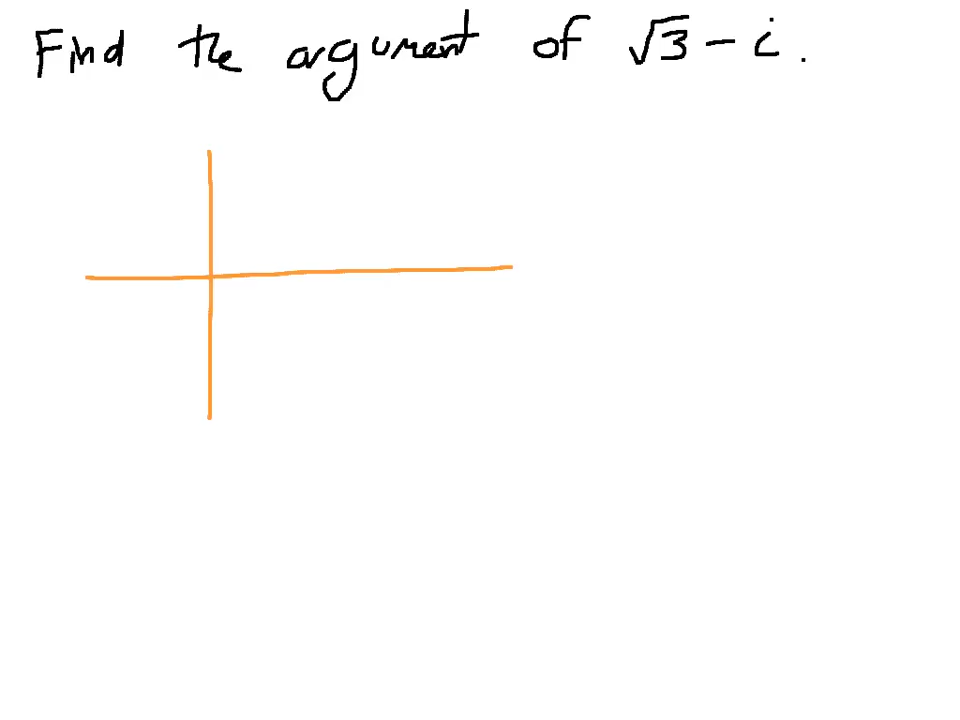 Find the argument of √3 - i.